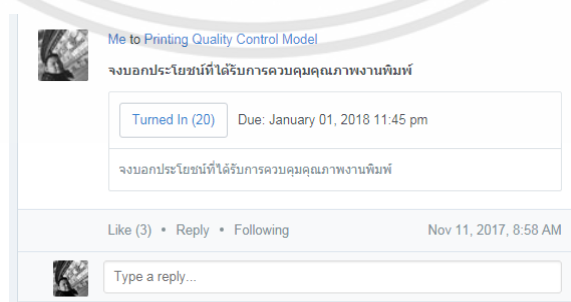 Me to Printing Quality Control Model
จงบอกประโยชน์ที่ได้รับการควบคุมคุณภาพงานพิมพ์
Turned In (20) Due: January 01, 2018 11:45 pm
จงบอกประโยชน์ที่ได้รับการควบคุมคุณภาพงานพิมพ์
Like (3) • Reply • Following Nov 11, 2017, 8:58 AM
Type a reply...